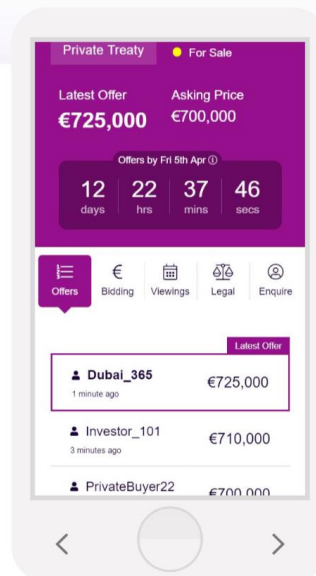 Private Treaty
For Sale
Latest Offer Asking Price
€725,000 €700,000
Offers by Fri 5th Apr ⓘ
12 22 37 46
days hrs mins secs
Offers Bidding Viewings Legal Enquire
Latest Offer
Dubai_365 €725,000
1 minute ago
Investor_101 €710,000
3 minutes ago
PrivateBuyer22 €700,000